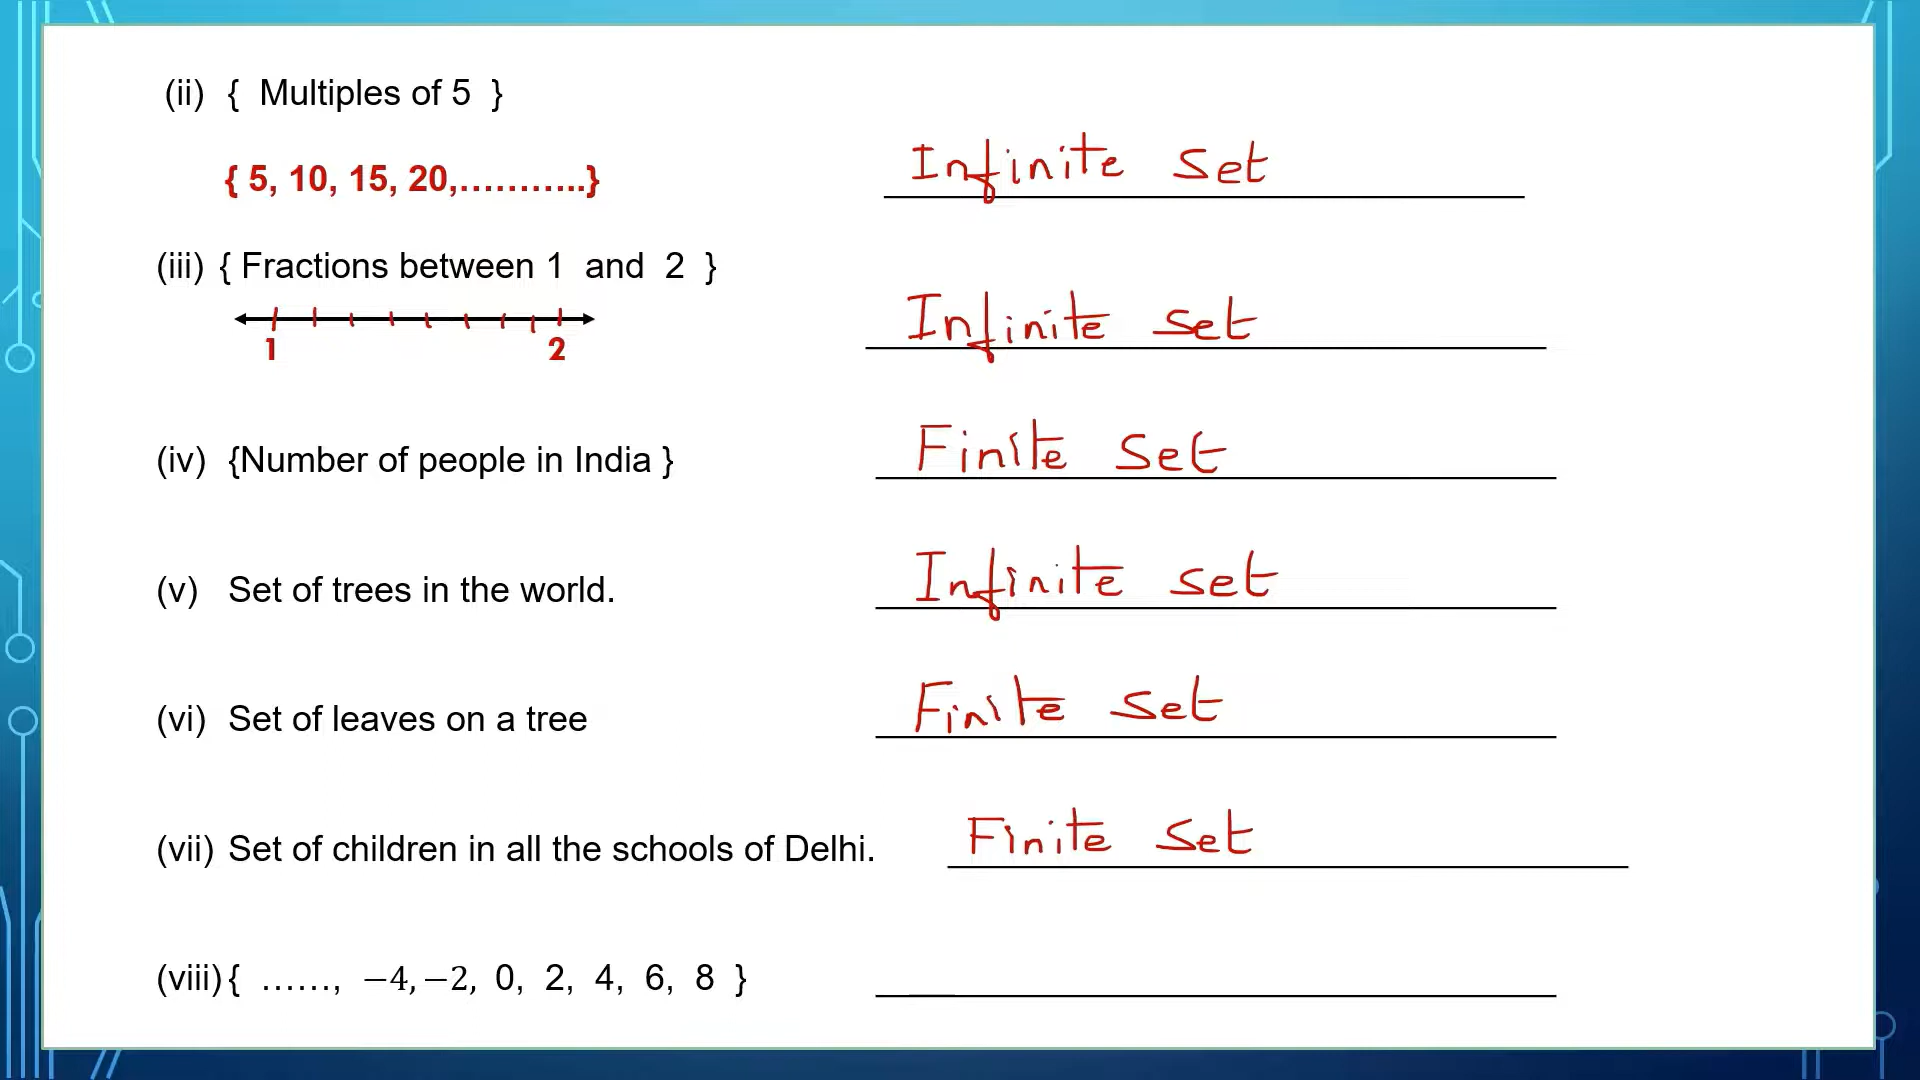 (ii) { Multiples of 5 }
{ 5, 10, 15, 20,………..} Infinite set
(iii) { Fractions between 1 and 2 }
1 2 Infinite set
(iv) {Number of people in India } Finite set
(v) Set of trees in the world. Infinite set
(vi) Set of leaves on a tree Finite set
(vii) Set of children in all the schools of Delhi. Finite set
(viii) { ……, −4, −2, 0, 2, 4, 6, 8 }